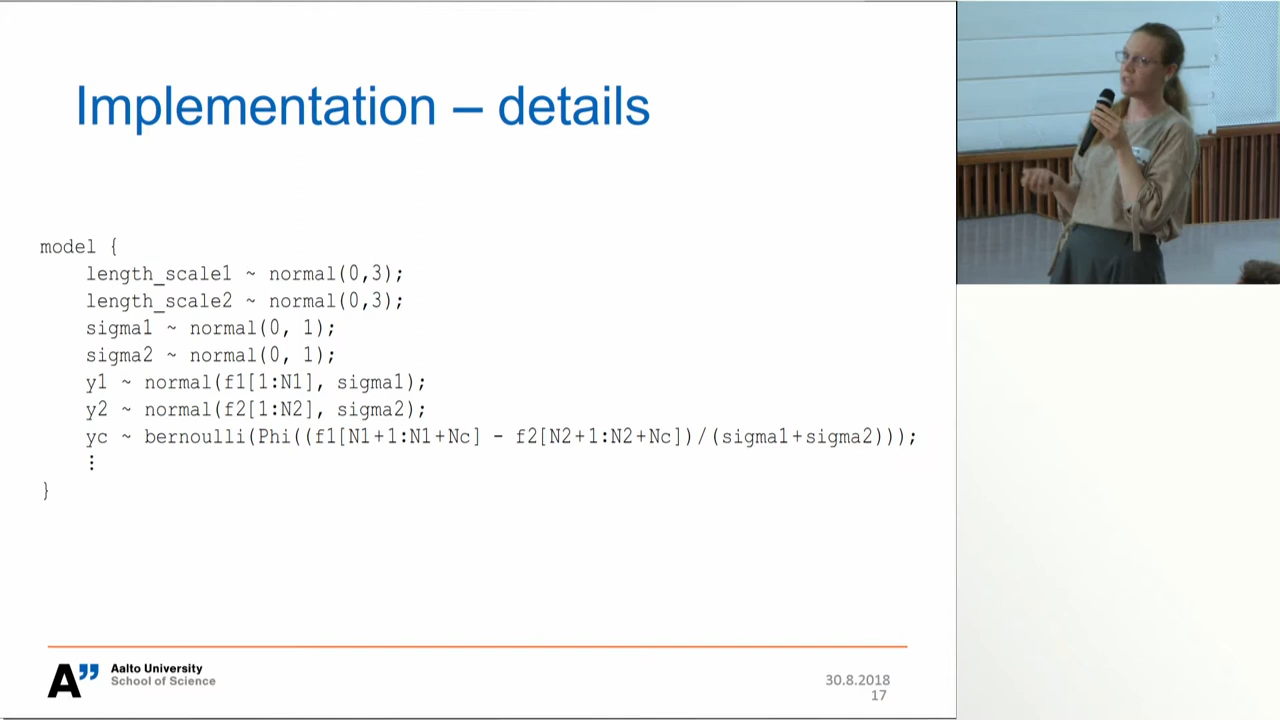 Implementation – details
model {
length_scale1 ~ normal(0,3);
length_scale2 ~ normal(0,3);
sigma1 ~ normal(0, 1);
sigma2 ~ normal(0, 1);
y1 ~ normal(f1[1:N1], sigma1);
y2 ~ normal(f2[1:N2], sigma2);
yc ~ bernoulli(Phi((f1[N1+1:N1+Nc] - f2[N2+1:N2+Nc])/(sigma1+sigma2)));
⋮
}
A”
Aalto University
School of Science
30.8.2018
17